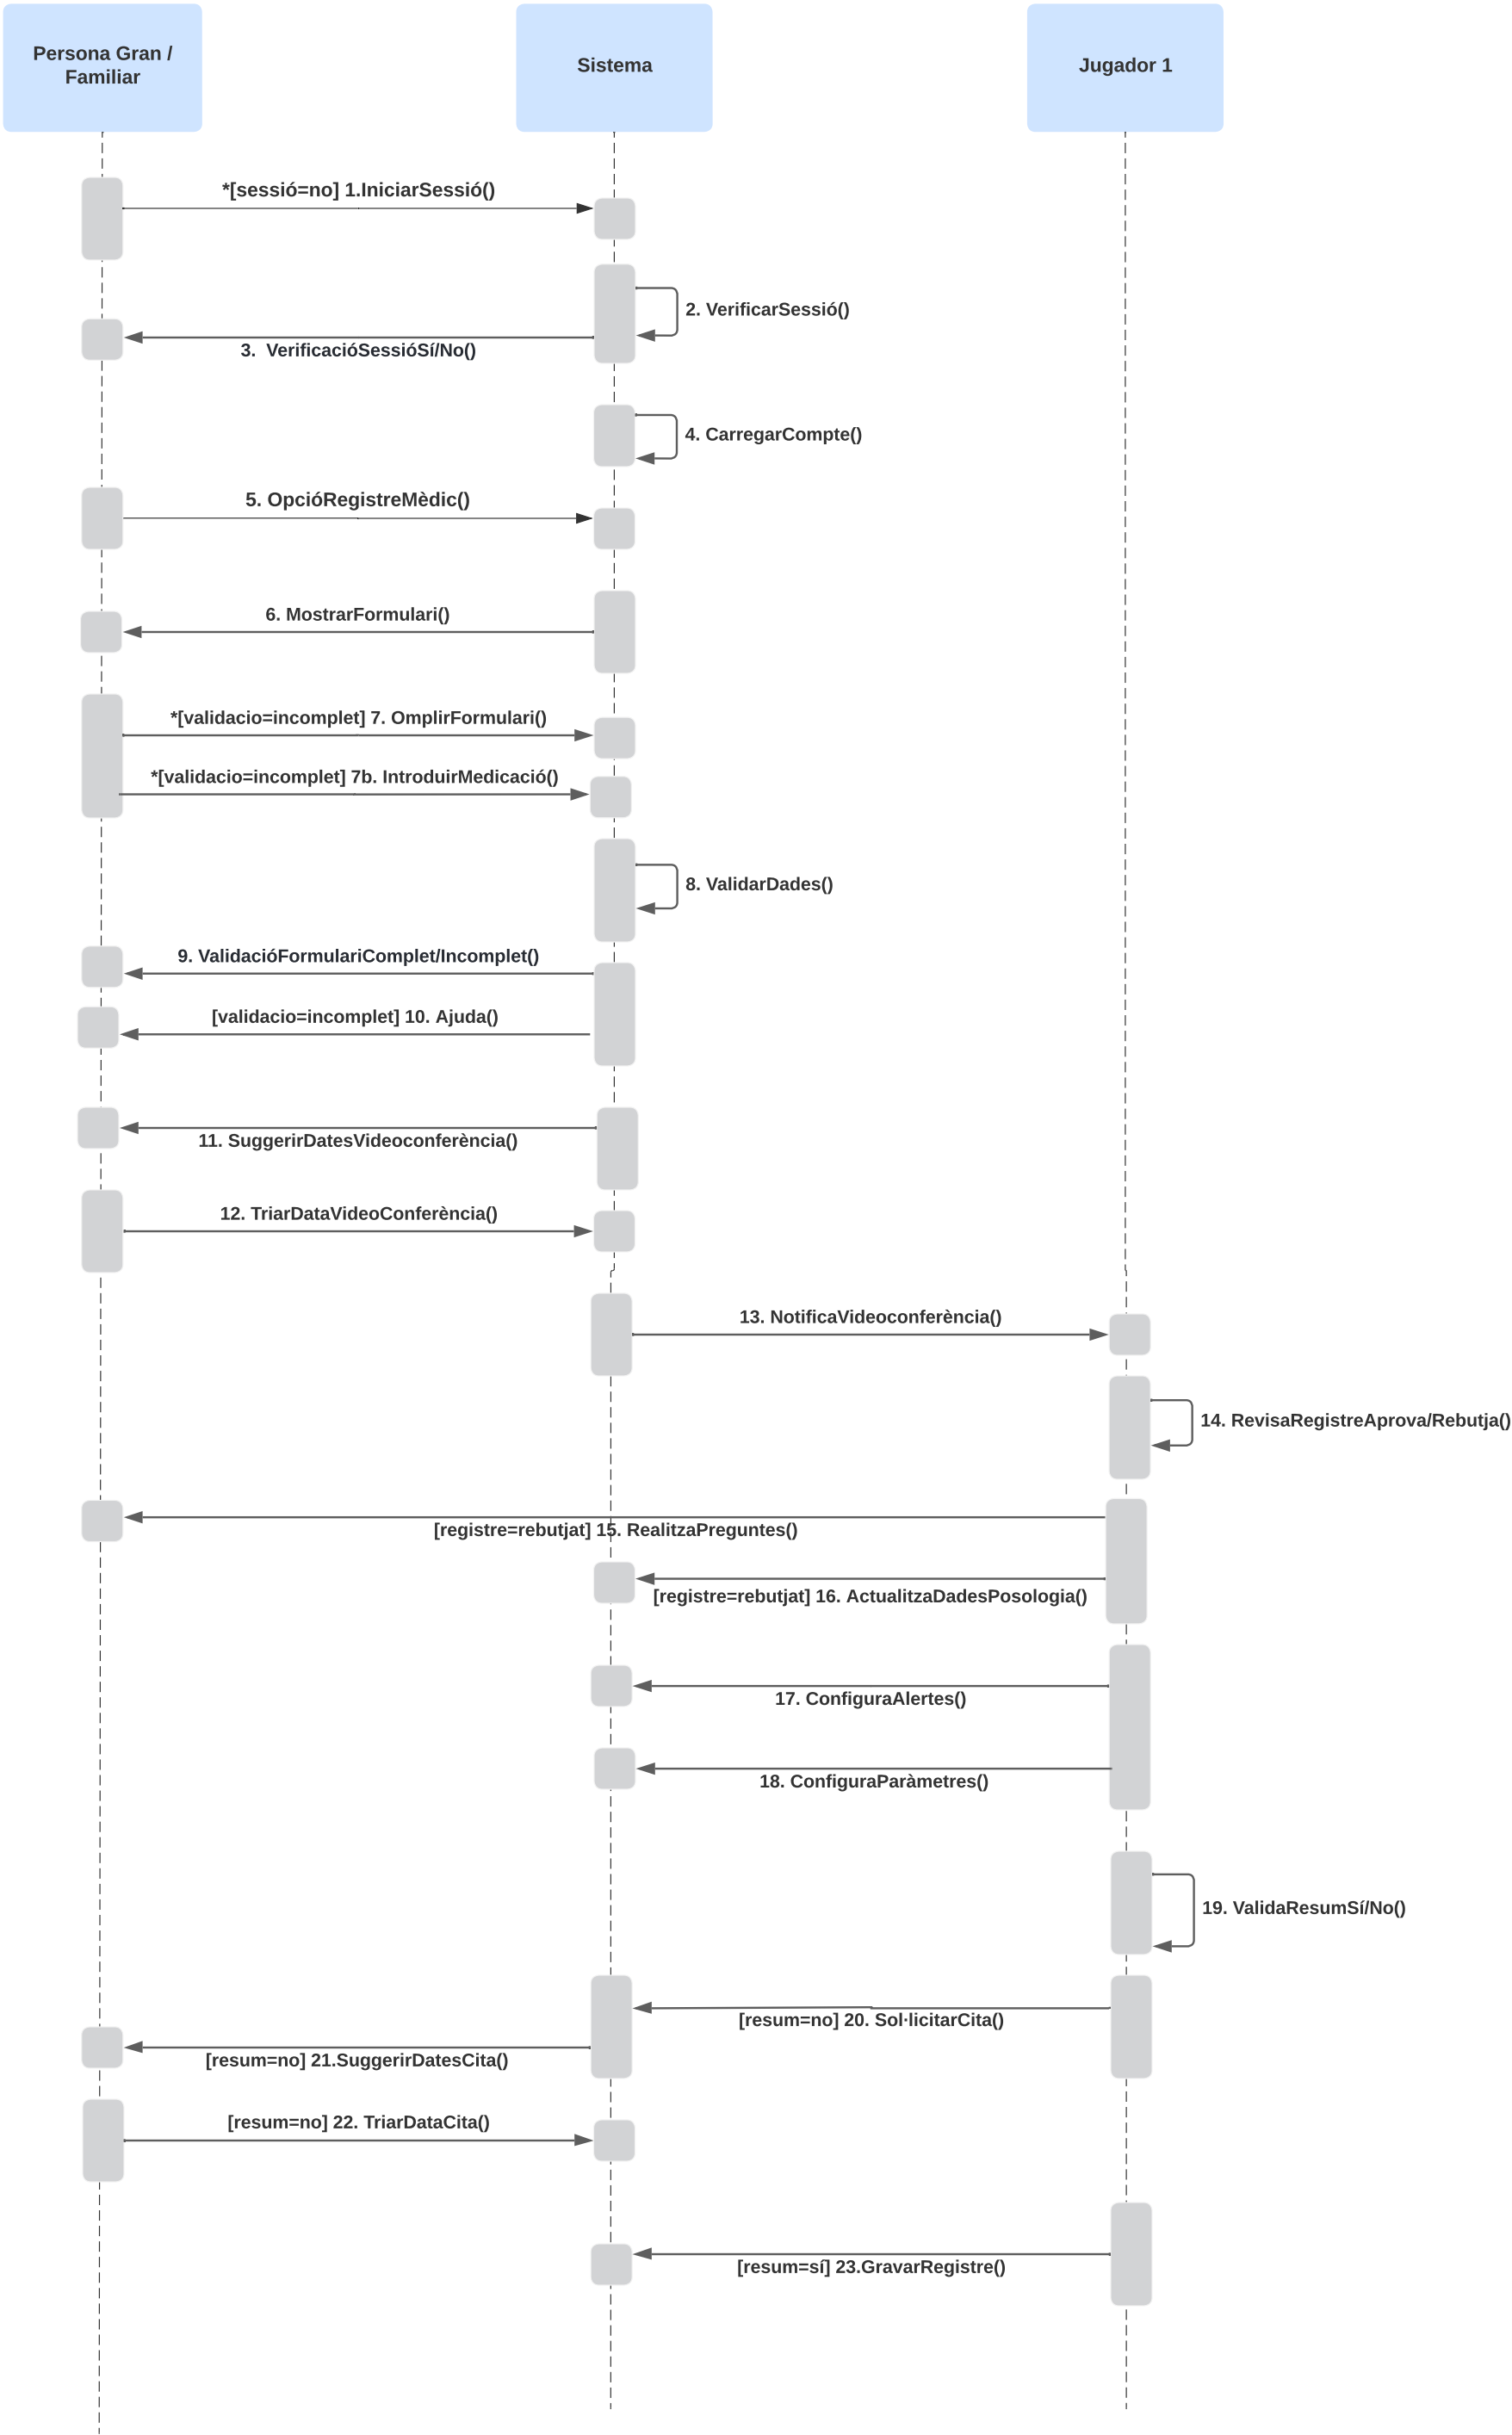 Persona Gran /
Familiar
Sistema
Jugador 1
*[sessió=no] 1.IniciarSessió()
2. VerificarSessió()
3.  VerificacióSessióSí/No()
4. CarregarCompte()
5. OpcióRegistreMèdic()
6. MostrarFormulari()
*[validacio=incomplet] 7. OmplirFormulari()
*[validacio=incomplet] 7b. IntroduirMedicació()
8. ValidarDades()
9. ValidacióFormulariComplet/Incomplet()
[validacio=incomplet] 10. Ajuda()
11. SuggerirDatesVideoconferència()
12. TriarDataVideoConferència()
13. NotificaVideoconferència()
14. RevisaRegistreAprova/Rebutja()
[registre=rebutjat] 15. RealitzaPreguntes()
[registre=rebutjat] 16. ActualitzaDadesPosologia()
17. ConfiguraAlertes()
18. ConfiguraParàmetres()
19. ValidaResumSí/No()
[resum=no] 20. Sol·licitarCita()
[resum=no] 21.SuggerirDatesCita()
[resum=no] 22. TriarDataCita()
[resum=sí] 23.GravarRegistre()